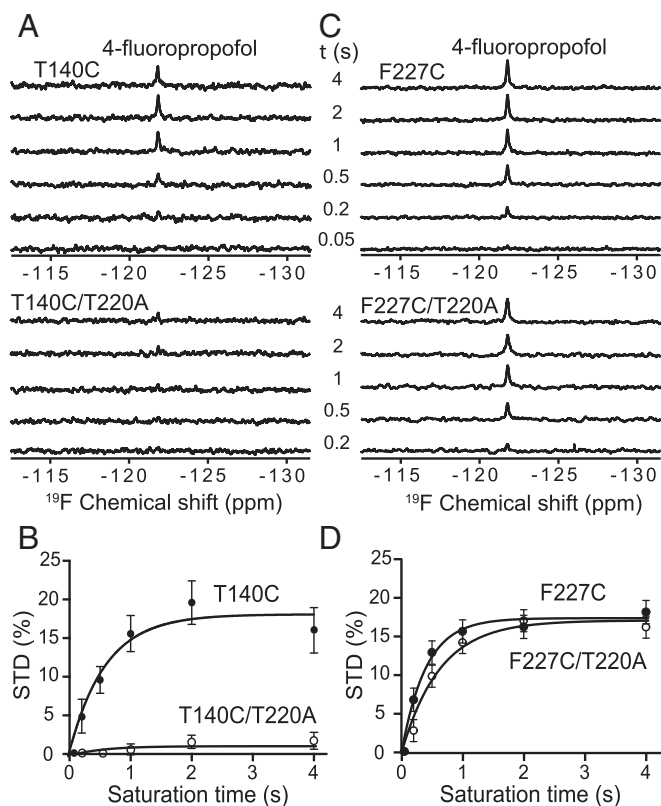 A
4-fluoropropofol
T140C
-115 -120 -125 -130
T140C/T220A
-115 -120 -125 -130
19F Chemical shift (ppm)
t (s)
4
2
1
0.5
0.2
0.05
4
2
1
0.5
0.2
C
4-fluoropropofol
F227C
-115 -120 -125 -130
F227C/T220A
-115 -120 -125 -130
19F Chemical shift (ppm)
B
STD (%)
25
20
15
10
5
0
T140C
T140C/T220A
0 1 2 3 4
Saturation time (s)
D
STD (%)
25
20
15
10
5
0
F227C
F227C/T220A
0 1 2 3 4
Saturation time (s)